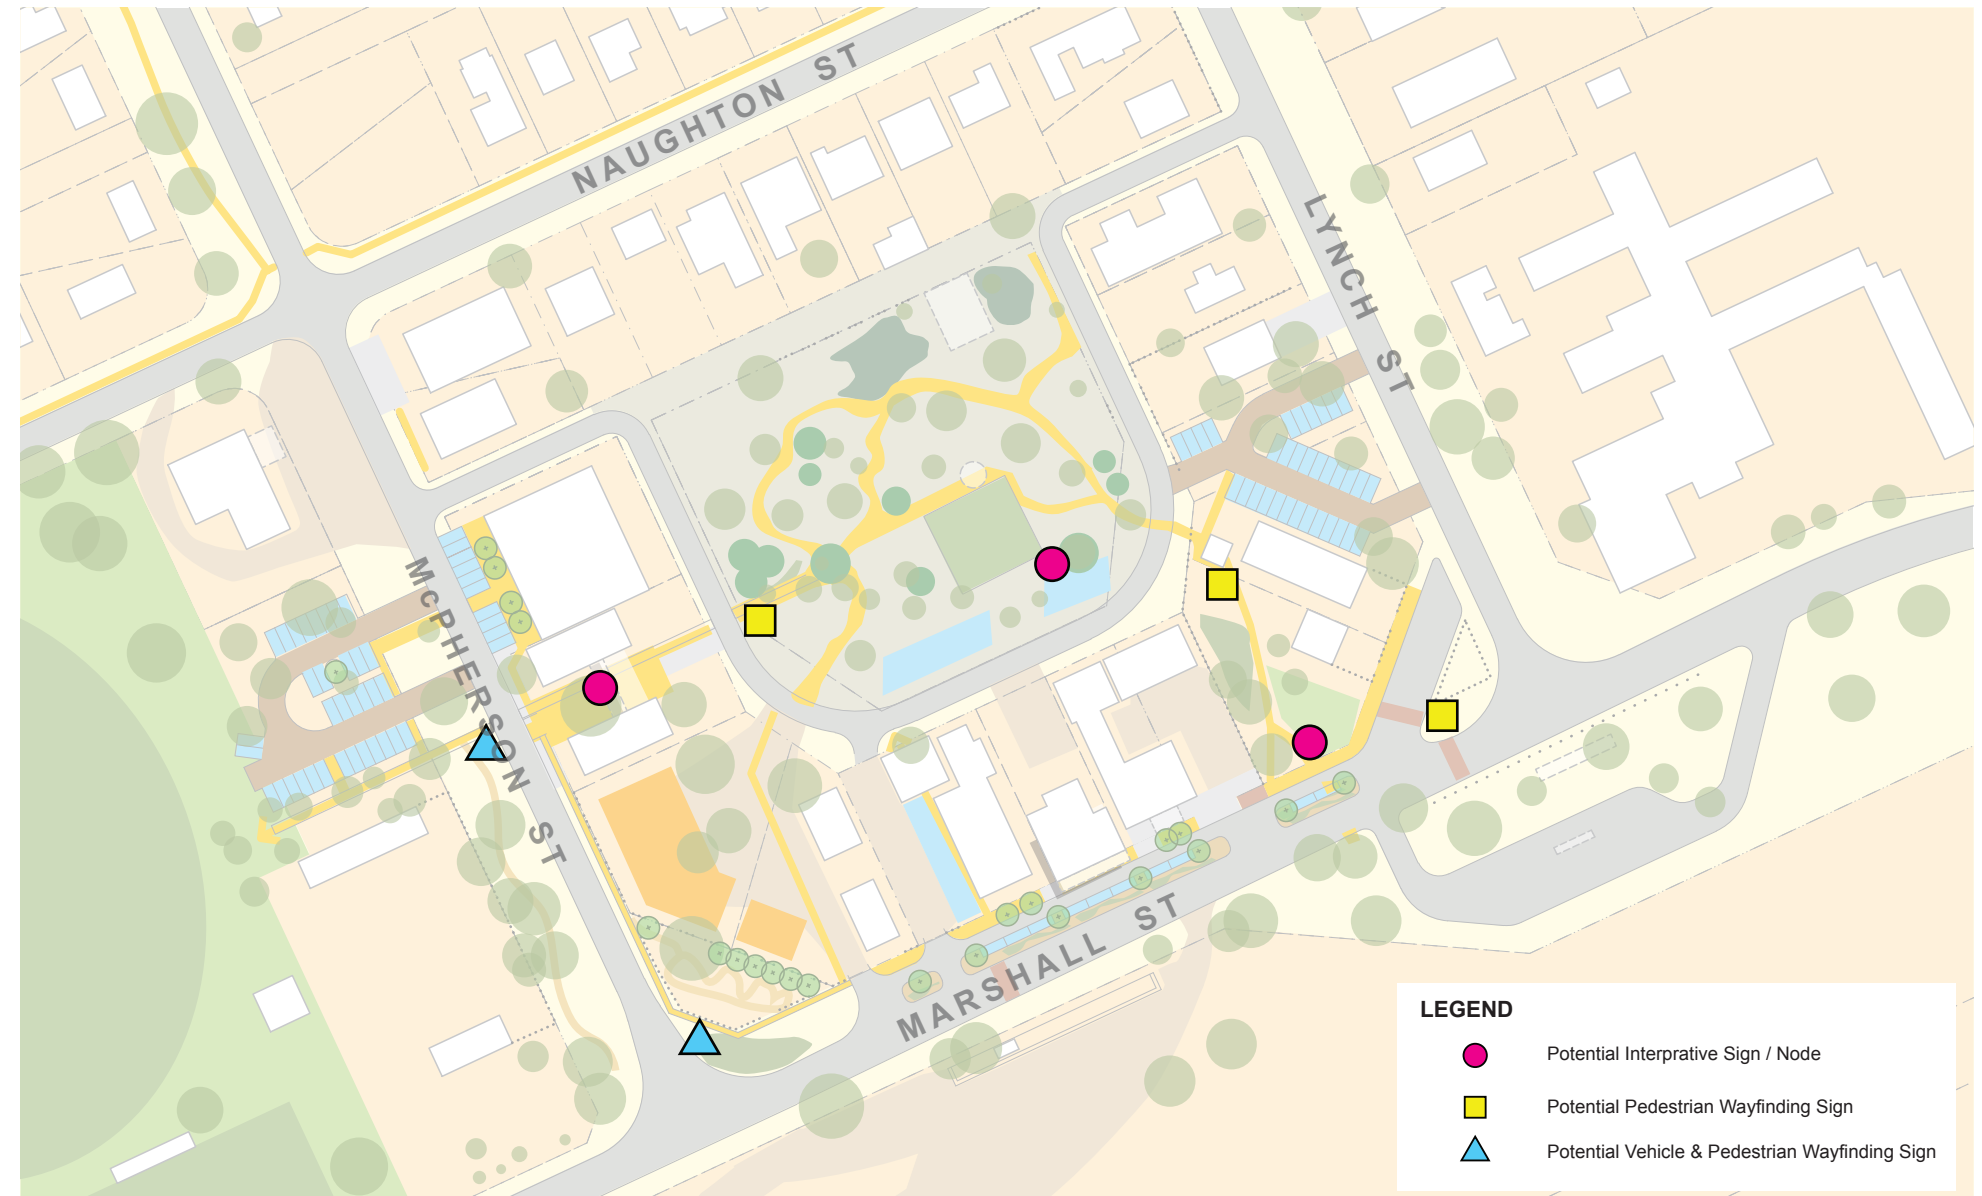 NAUGHTON ST
LYNCH ST
McPHERSON ST
MARSHALL ST
LEGEND
Potential Interprative Sign / Node
Potential Pedestrian Wayfinding Sign
Potential Vehicle & Pedestrian Wayfinding Sign